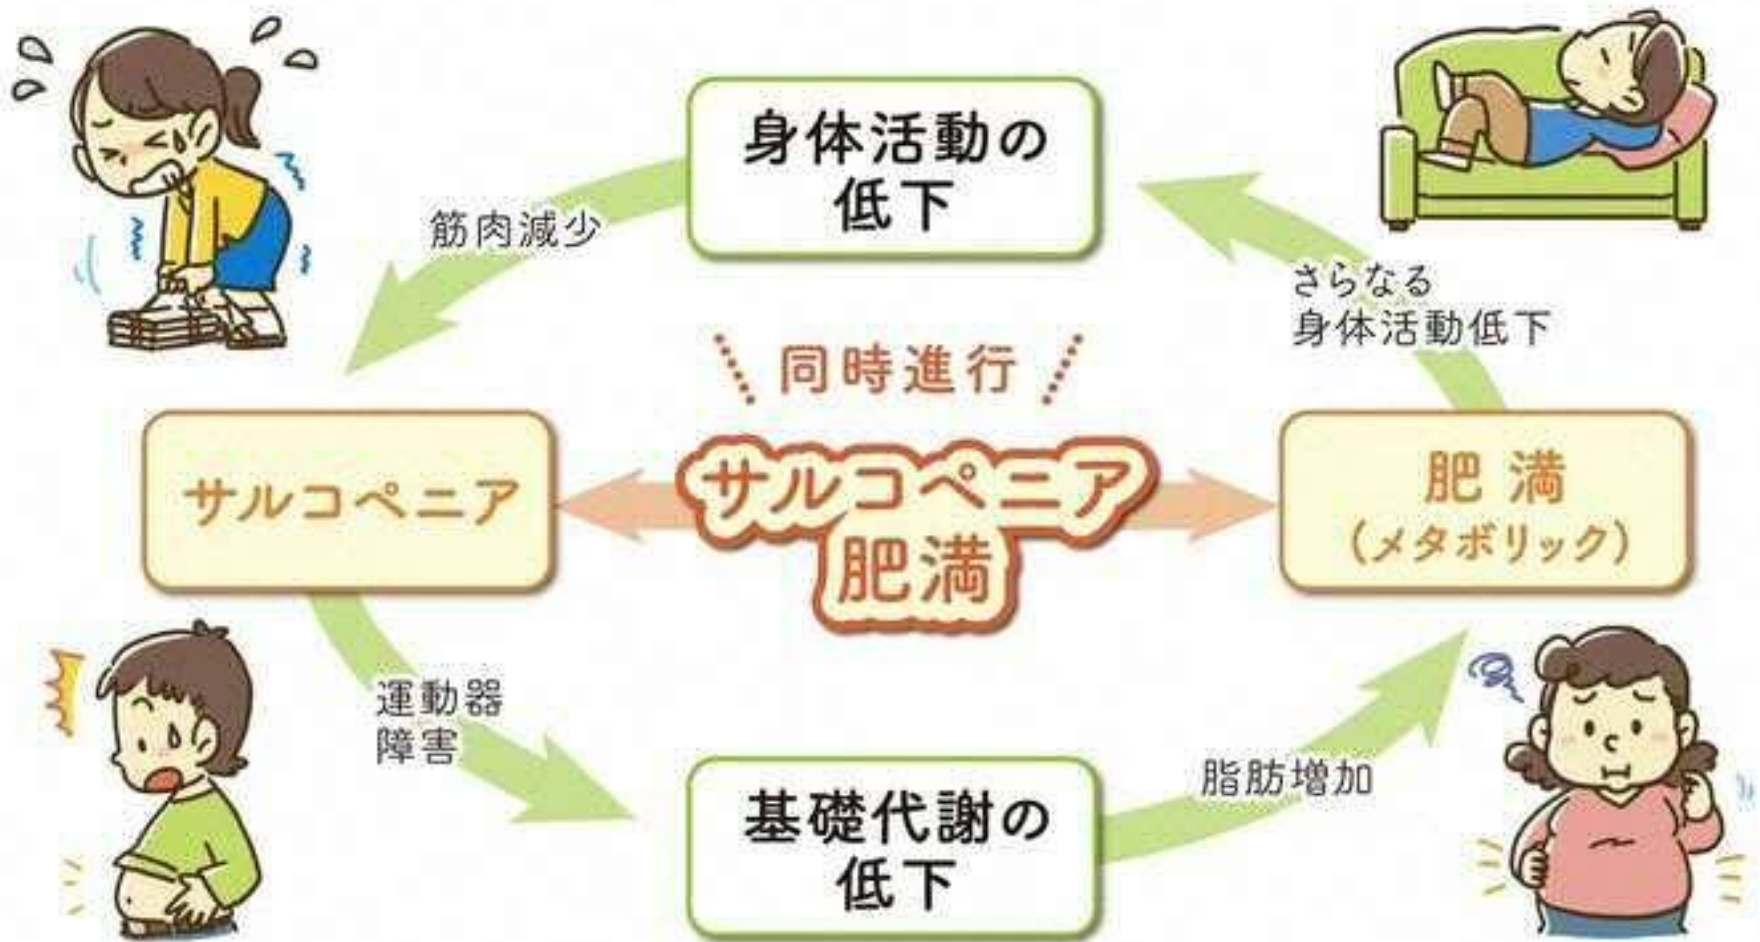 身体活動の
低下
筋肉減少
さらなる
身体活動低下
同時進行
サルコペニア
サルコペニア
肥満
肥満
（メタボリック）
運動器
障害
脂肪増加
基礎代謝の
低下